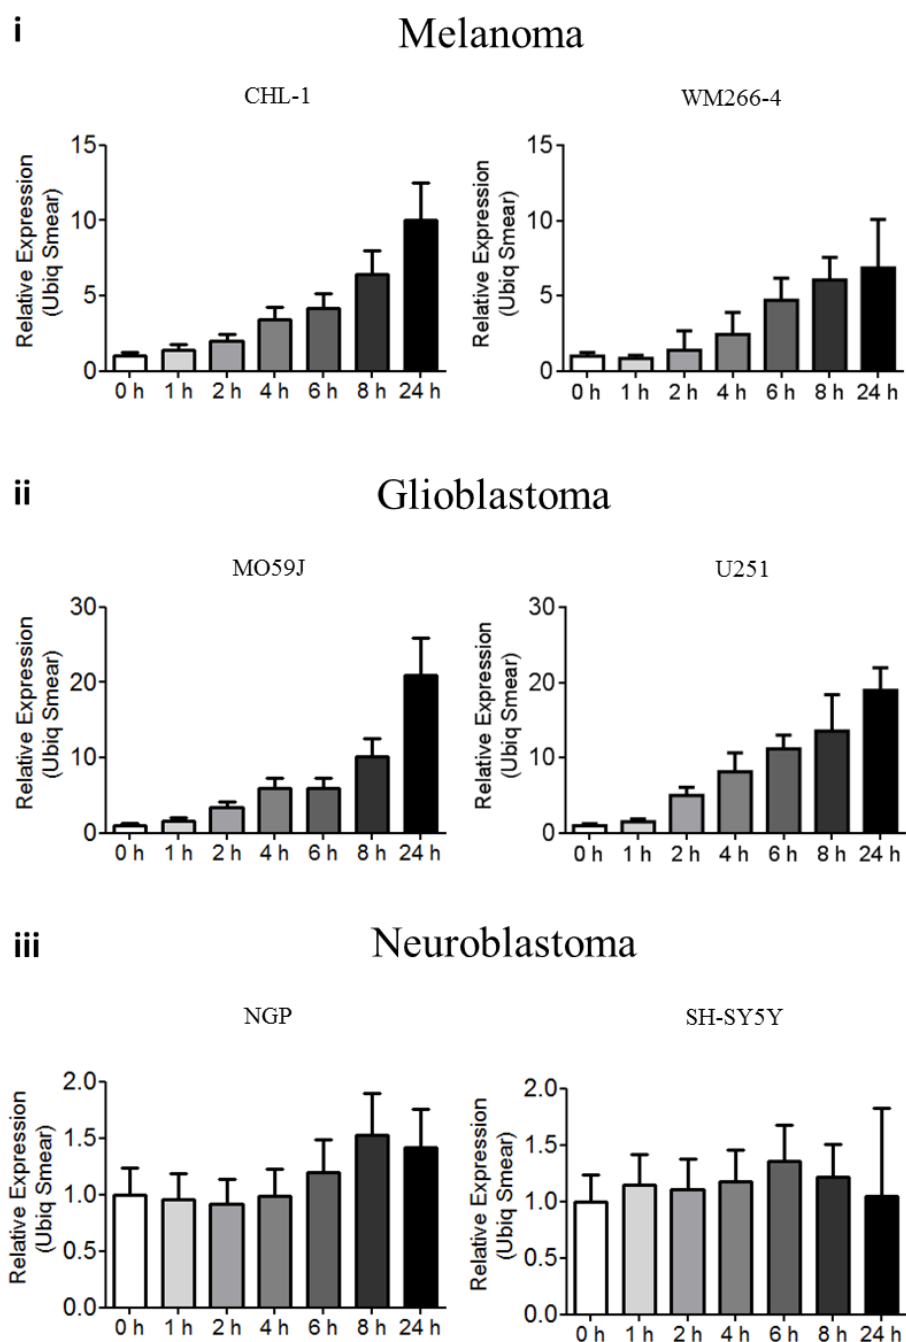 i
Melanoma
CHL-1
Relative Expression
(Ubiq Smear)
15
10
5
0
0 h 1 h 2 h 4 h 6 h 8 h 24 h
WM266-4
Relative Expression
(Ubiq Smear)
15
10
5
0
0 h 1 h 2 h 4 h 6 h 8 h 24 h
ii
Glioblastoma
MO59J
Relative Expression
(Ubiq Smear)
30
20
10
0
0 h 1 h 2 h 4 h 6 h 8 h 24 h
U251
Relative Expression
(Ubiq Smear)
30
20
10
0
0 h 1 h 2 h 4 h 6 h 8 h 24 h
iii
Neuroblastoma
NGP
Relative Expression
(Ubiq Smear)
2.0
1.5
1.0
0.5
0.0
0 h 1 h 2 h 4 h 6 h 8 h 24 h
SH-SY5Y
Relative Expression
(Ubiq Smear)
2.0
1.5
1.0
0.5
0.0
0 h 1 h 2 h 4 h 6 h 8 h 24 h